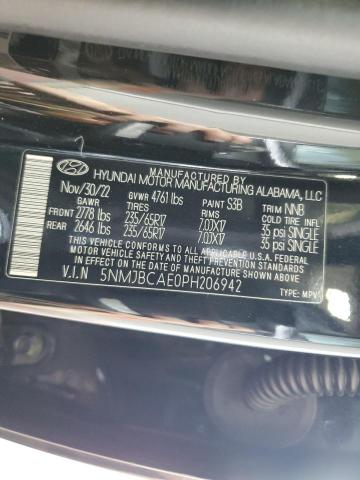 MANUFACTURED BY
HYUNDAI MOTOR MANUFACTURING ALABAMA, LLC
Nov/30/22 GVWR 4761 lbs PAINT S3B TRIM NNB
GAWR TIRES RIMS COLD TIRE INFL.
FRONT 2778 lbs 235/65R17 7.0JX17 35 psi SINGLE
REAR 2646 lbs 235/65R17 7.0JX17 35 psi SINGLE
THIS VEHICLE CONFORMS TO ALL APPLICABLE U.S.A. FEDERAL
MOTOR VEHICLE SAFETY AND THEFT PREVENTION STANDARDS
IN EFFECT ON THE DATE OF MANUFACTURE SHOWN ABOVE.
V.I.N 5NMJBCAE0PH206942 TYPE: MPV